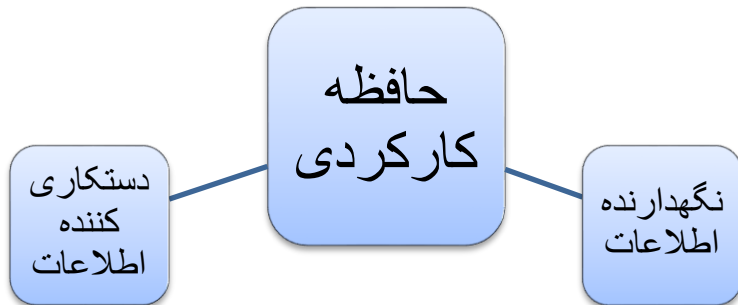 حافظه
کارکردی
نگهدارنده
اطلاعات
دستکاری
کننده
اطلاعات